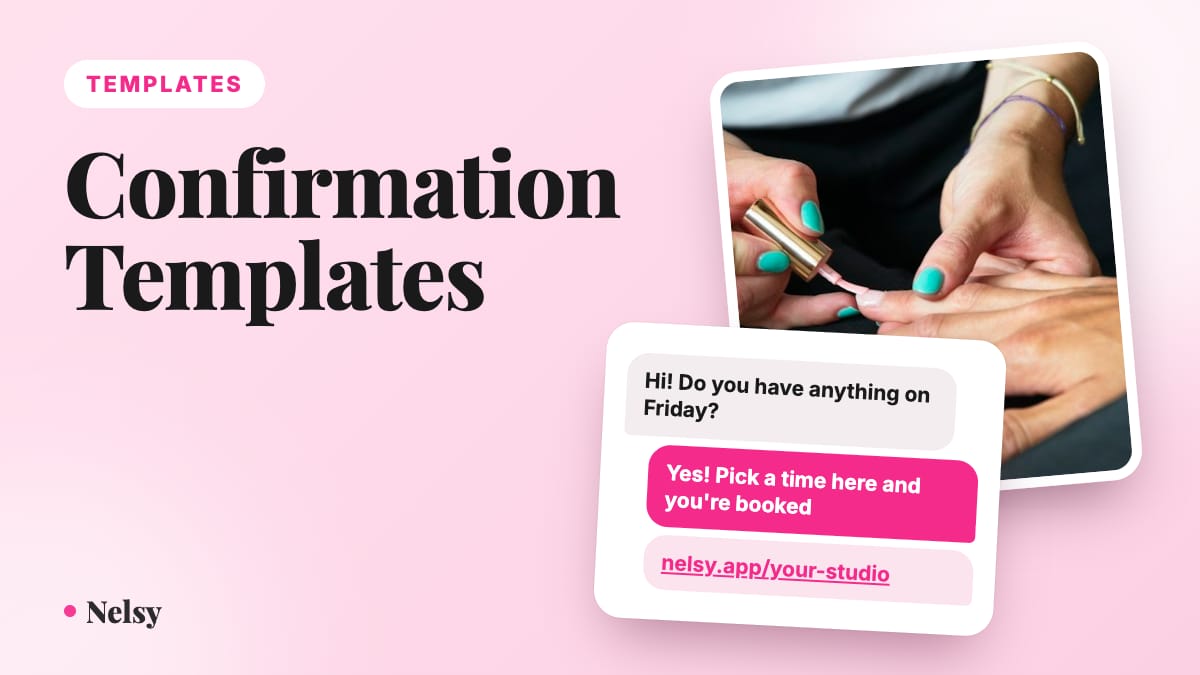 TEMPLATES
Confirmation
Templates
Hi! Do you have anything on
Friday?
Yes! Pick a time here and
you're booked
nelsy.app/your-studio
Nelsy